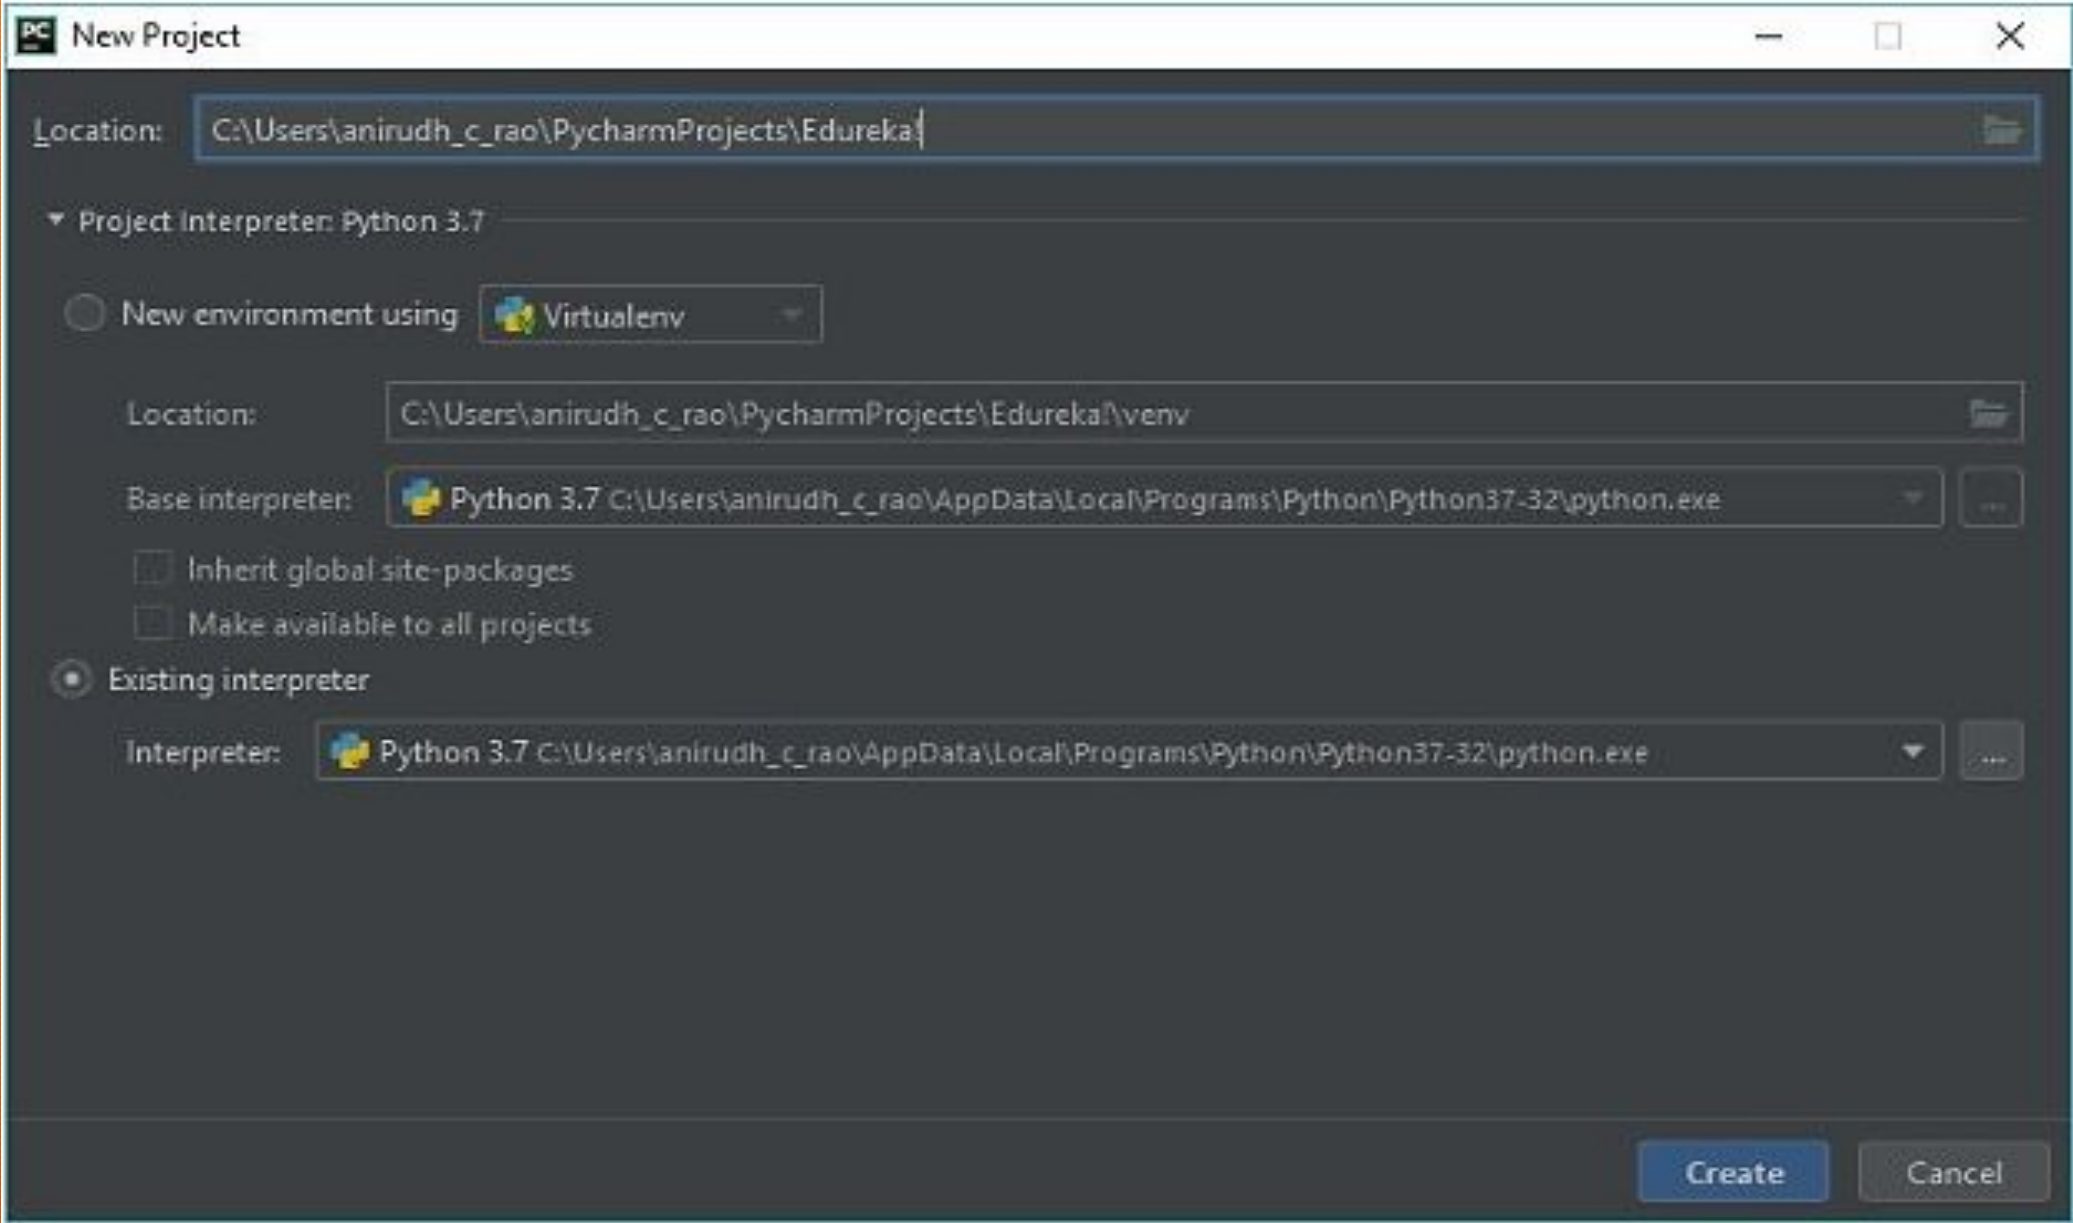 PC New Project
Location: C:\Users\anirudh_c_rao\PycharmProjects\Edureka!
Project Interpreter: Python 3.7
New environment using Virtualenv
Location: C:\Users\anirudh_c_rao\PycharmProjects\Edureka!\venv
Base interpreter: Python 3.7 C:\Users\anirudh_c_rao\AppData\Local\Programs\Python\Python37-32\python.exe ...
Inherit global site-packages
Make available to all projects
Existing interpreter
Interpreter: Python 3.7 C:\Users\anirudh_c_rao\AppData\Local\Programs\Python\Python37-32\python.exe ...
Create Cancel